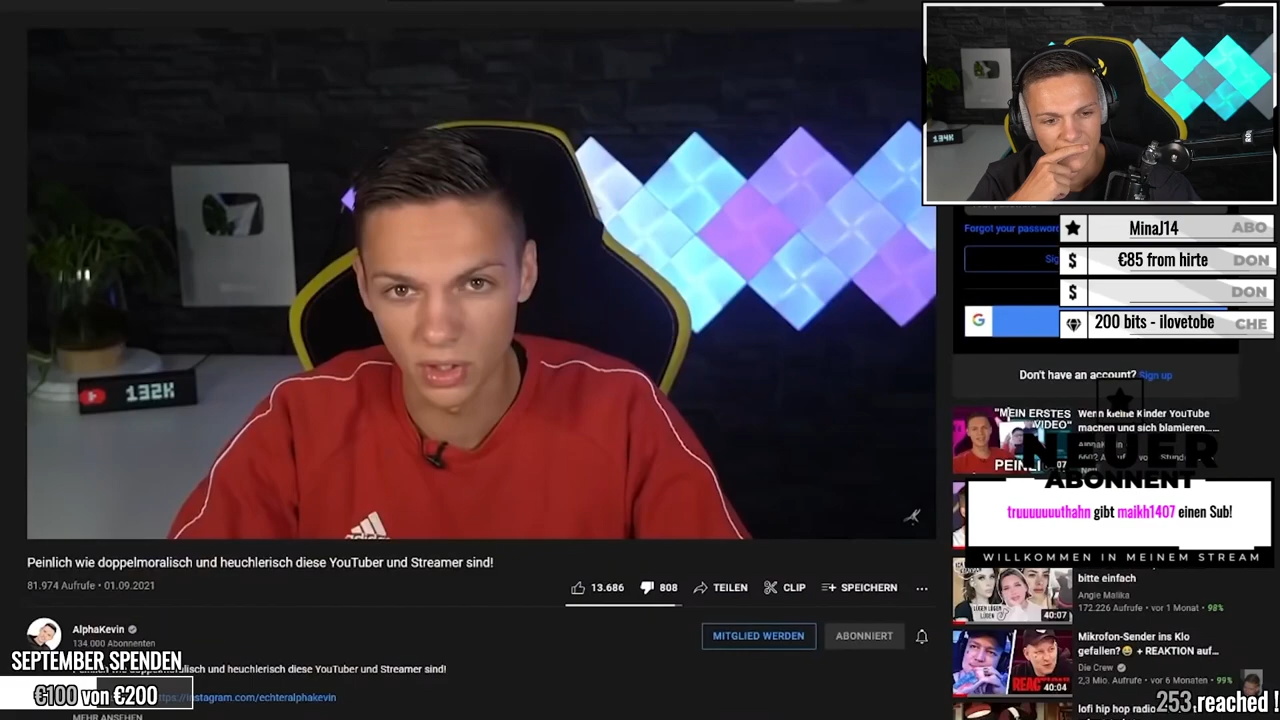 132K
134K
Forgot your password
MinaJ14
ABO
€85 from hirte
DON
DON
200 bits - ilovetobe
CHE
G
Don't have an account? Sign up
"MEIN ERSTES
VIDEO"
Wenn kleine Kinder YouTube
machen und sich blamieren......
NEUER
ABONNENT
truuuuuuuthahn gibt maikh1407 einen Sub!
WILLKOMMEN IN MEINEM STREAM
bitte einfach
Angie Malika
172.226 Aufrufe • vor 1 Monat • 98%
LÜGEN LÜGEN
LÜGEN
40:07
Mikrofon-Sender ins Klo
gefallen?😂 + REAKTION auf...
Die Crew
2,3 Mio. Aufrufe • vor 6 Monaten • 99%
40:04
lofi hip hop radio
253 reached !
Peinlich wie doppelmoralisch und heuchlerisch diese YouTuber und Streamer sind!
81.974 Aufrufe • 01.09.2021
13.686
808
TEILEN
CLIP
SPEICHERN
AlphaKevin
134.000 Abonnenten
MITGLIED WERDEN
ABONNIERT
SEPTEMBER SPENDEN
und heuchlerisch diese YouTuber und Streamer sind!
€100 von €200
instagram.com/echteralphakevin
MEHR ANSEHEN